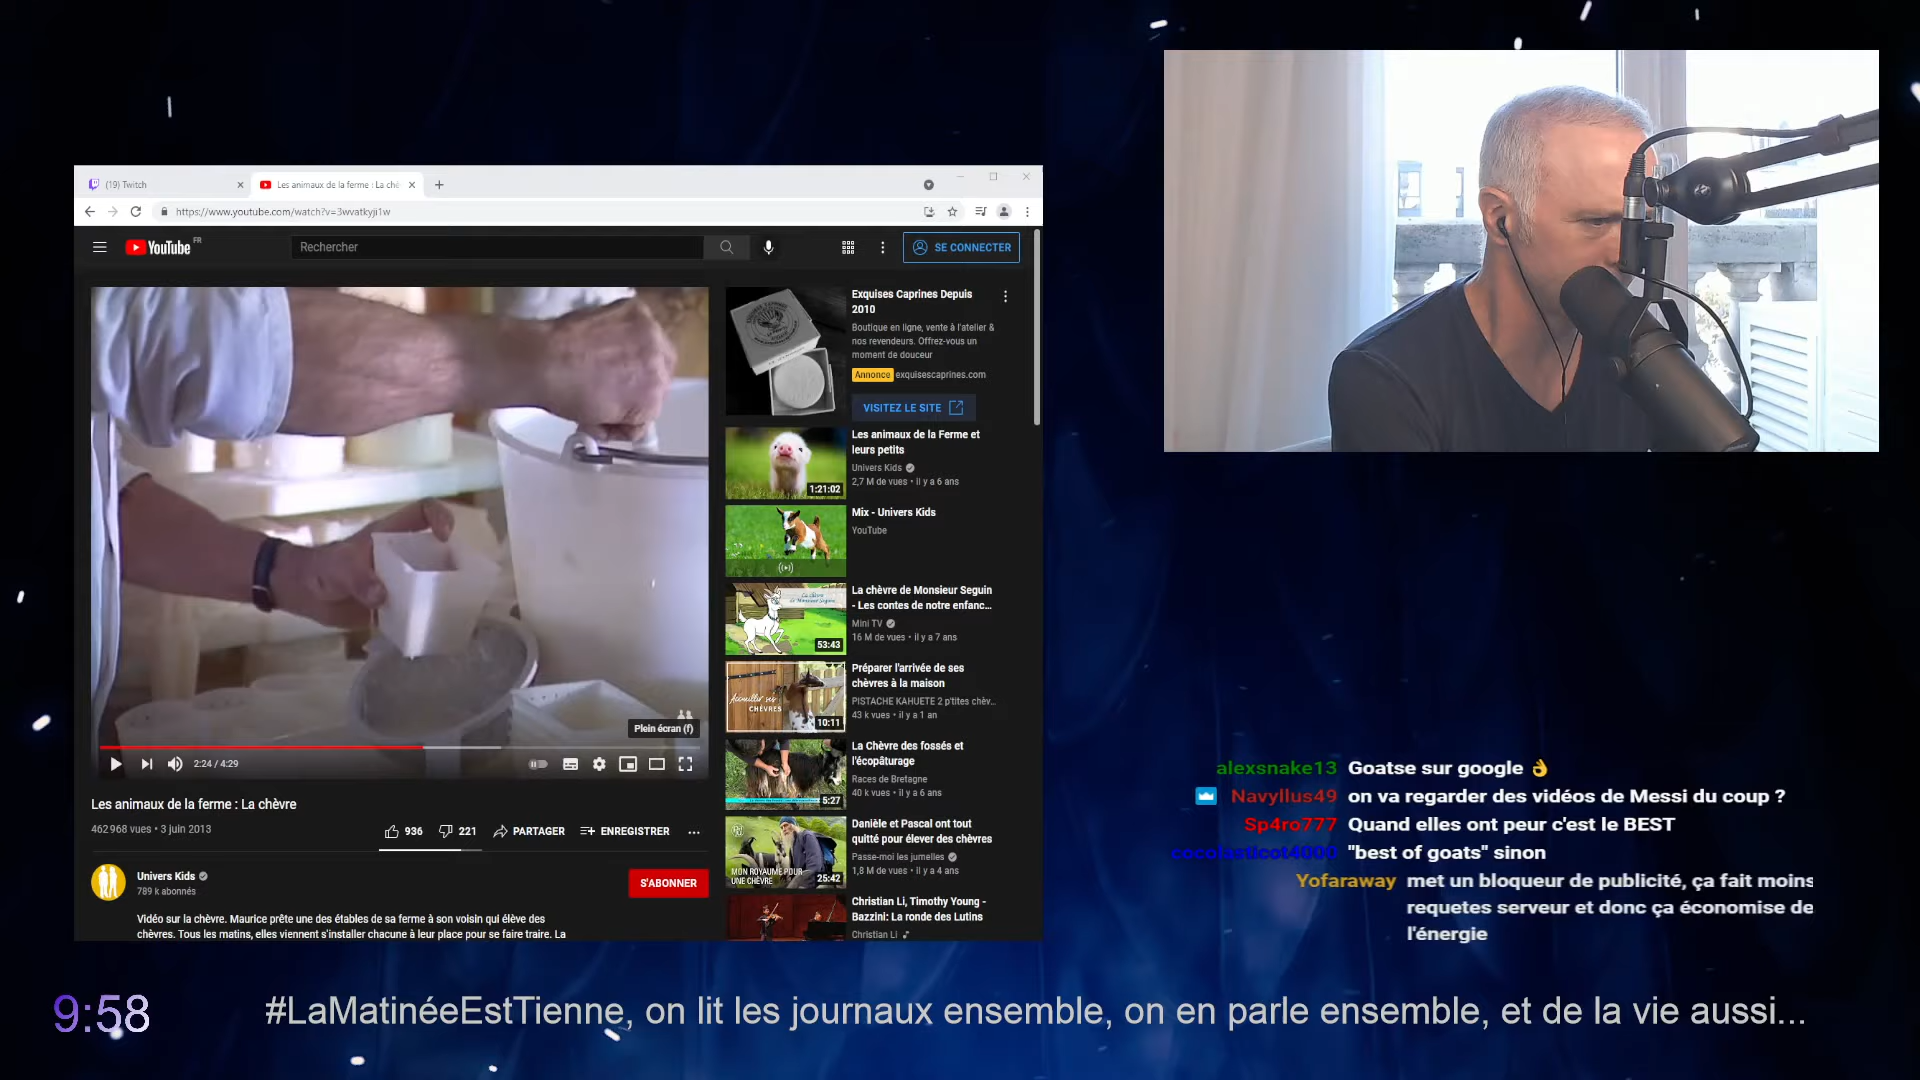 (19) Twitch
Les animaux de la ferme : La chè
https://www.youtube.com/watch?v=3wvatkyji1w
YouTube FR
Rechercher
SE CONNECTER
Plein écran (f)
2:24 / 4:29
Les animaux de la ferme : La chèvre
462 968 vues • 3 juin 2013
936
221
PARTAGER
ENREGISTRER
Univers Kids
789 k abonnés
S'ABONNER
Vidéo sur la chèvre. Maurice prête une des étables de sa ferme à son voisin qui élève des
chèvres. Tous les matins, elles viennent s'installer chacune à leur place pour se faire traire. La
Exquises Caprines Depuis
2010
Boutique en ligne, vente à l'atelier &
nos revendeurs. Offrez-vous un
moment de douceur
Annonce exquisescaprines.com
VISITEZ LE SITE
1:21:02
Les animaux de la Ferme et
leurs petits
Univers Kids
2,7 M de vues • il y a 6 ans
Mix - Univers Kids
YouTube
53:43
La chèvre de Monsieur Seguin
- Les contes de notre enfanc...
Mini TV
16 M de vues • il y a 7 ans
Accueillir ses
CHÈVRES
10:11
Préparer l'arrivée de ses
chèvres à la maison
PISTACHE KAHUETE 2 p'tites chèv...
43 k vues • il y a 1 an
5:27
La Chèvre des fossés et
l'écopâturage
Races de Bretagne
40 k vues • il y a 6 ans
MON ROYAUME POUR
UNE CHÈVRE
25:42
Danièle et Pascal ont tout
quitté pour élever des chèvres
Passe-moi les jumelles
1,8 M de vues • il y a 4 ans
Christian Li, Timothy Young -
Bazzini: La ronde des Lutins
Christian Li
alexsnake13 Goatse sur google 👌
Navyllus49 on va regarder des vidéos de Messi du coup ?
Sp4ro777 Quand elles ont peur c'est le BEST
cocolasticot4000 "best of goats" sinon
Yofaraway met un bloqueur de publicité, ça fait moins
requetes serveur et donc ça économise de
l'énergie
9:58
#LaMatinéeEstTienne, on lit les journaux ensemble, on en parle ensemble, et de la vie aussi...